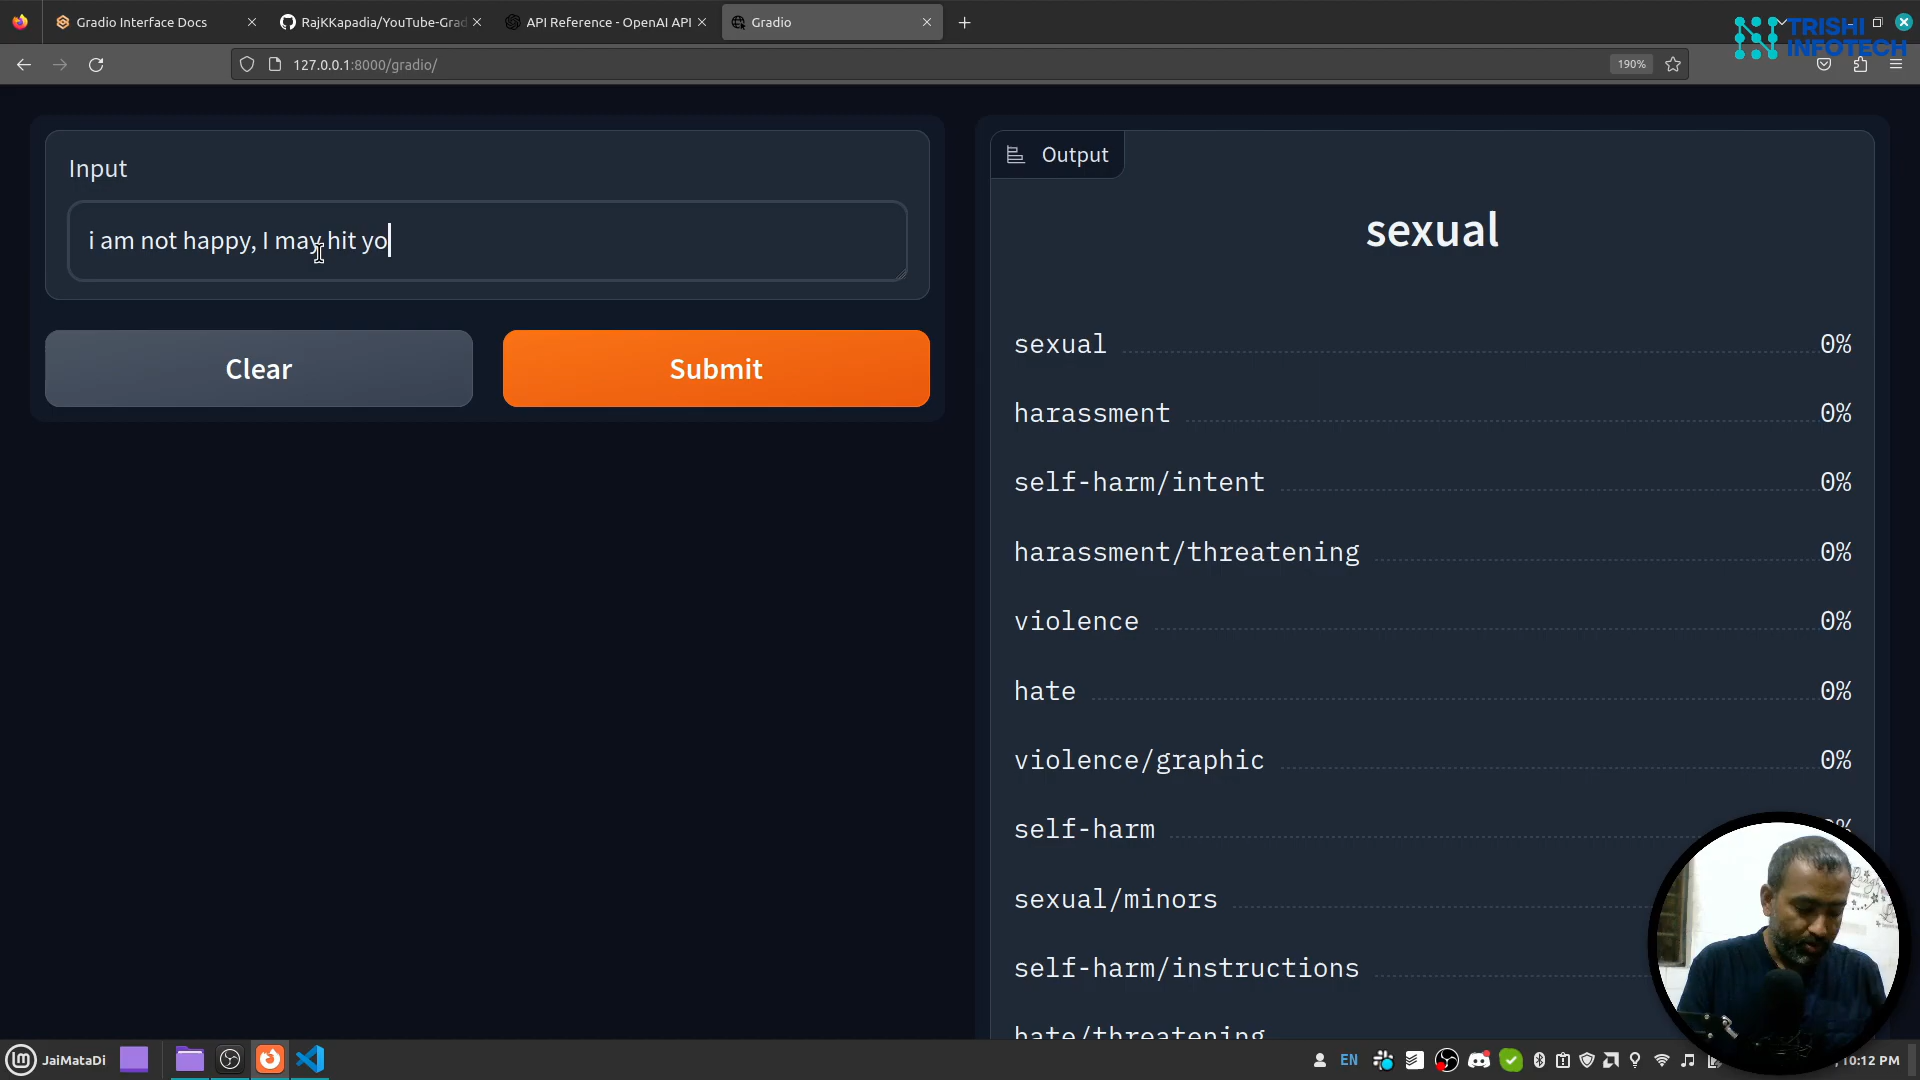 Gradio Interface Docs
RajKKapadia/YouTube-Grad
API Reference - OpenAI API
Gradio
TRISHI
INFOTECH
127.0.0.1:8000/gradio/
190%
Input
i am not happy, I may hit yo
Clear
Submit
Output
sexual
sexual 0%
harassment 0%
self-harm/intent 0%
harassment/threatening 0%
violence 0%
hate 0%
violence/graphic 0%
self-harm
sexual/minors
self-harm/instructions
hate/threatening
JaiMataDi
EN
10:12 PM